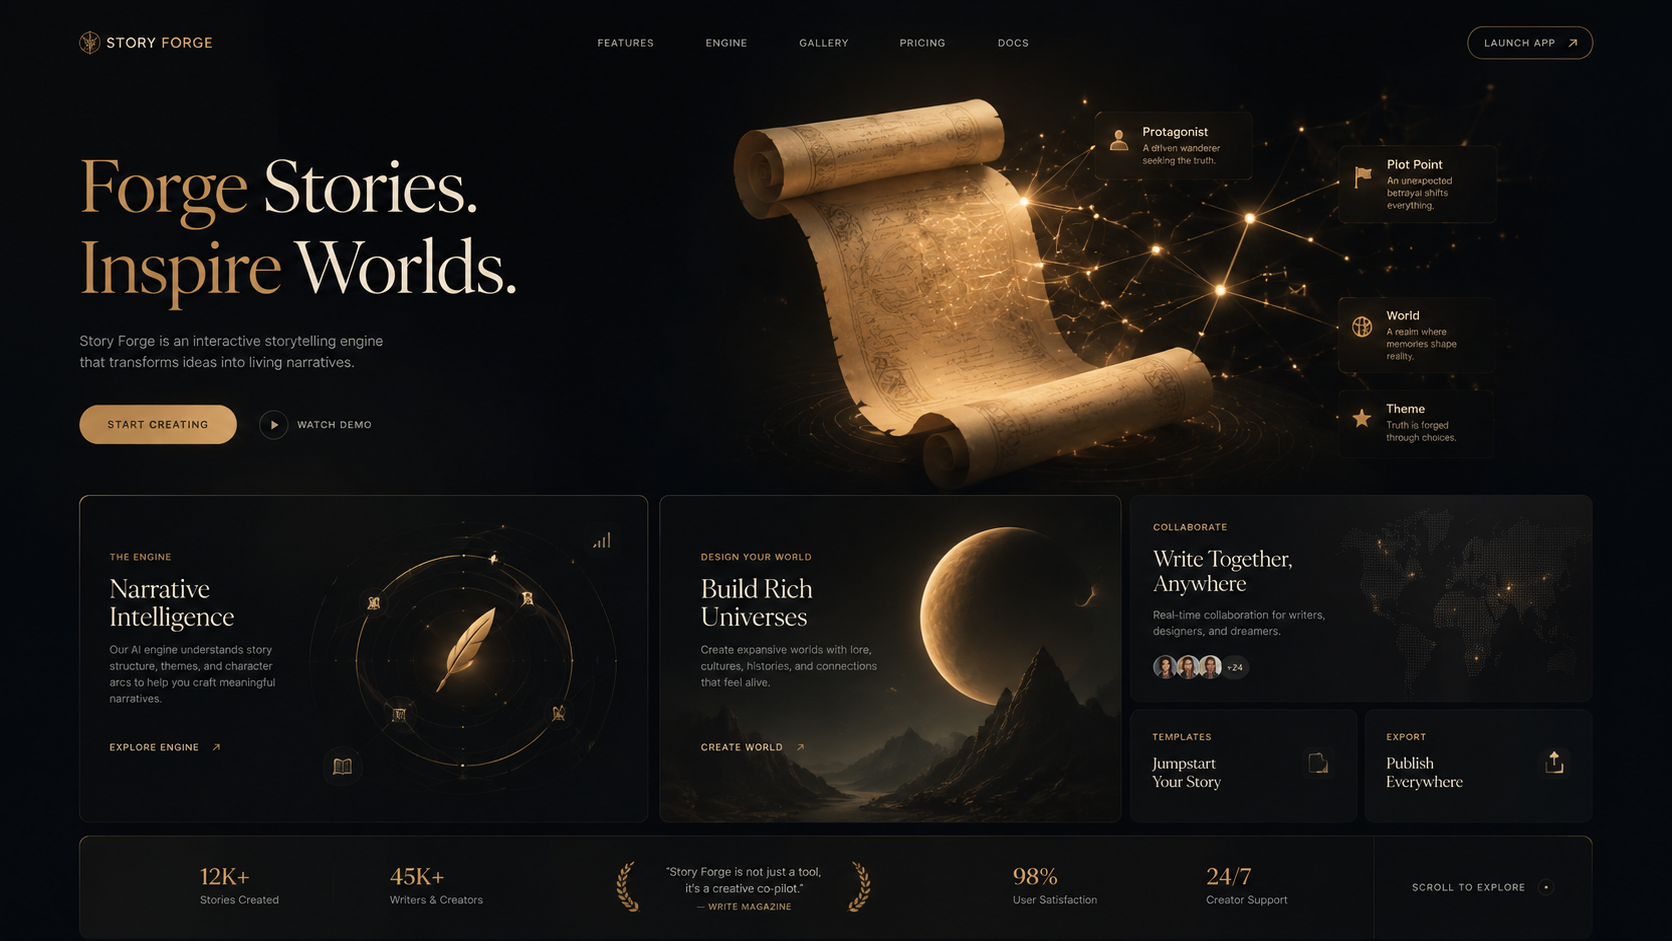 STORY FORGE
FEATURES
ENGINE
GALLERY
PRICING
DOCS
LAUNCH APP
Forge Stories.
Inspire Worlds.
Story Forge is an interactive storytelling engine
that transforms ideas into living narratives.
START CREATING
WATCH DEMO
Protagonist
A driven wanderer
seeking the truth.
Plot Point
An unexpected
betrayal shifts
everything.
World
A realm where
memories shape
reality.
Theme
Truth is forged
through choices.
THE ENGINE
Narrative
Intelligence
Our AI engine understands story
structure, themes, and character
arcs to help you craft meaningful
narratives.
EXPLORE ENGINE
DESIGN YOUR WORLD
Build Rich
Universes
Create expansive worlds with lore,
cultures, histories, and connections
that feel alive.
CREATE WORLD
COLLABORATE
Write Together,
Anywhere
Real-time collaboration for writers,
designers, and dreamers.
+24
TEMPLATES
Jumpstart
Your Story
EXPORT
Publish
Everywhere
12K+
Stories Created
45K+
Writers & Creators
"Story Forge is not just a tool,
it's a creative co-pilot."
— WRITE MAGAZINE
98%
User Satisfaction
24/7
Creator Support
SCROLL TO EXPLORE